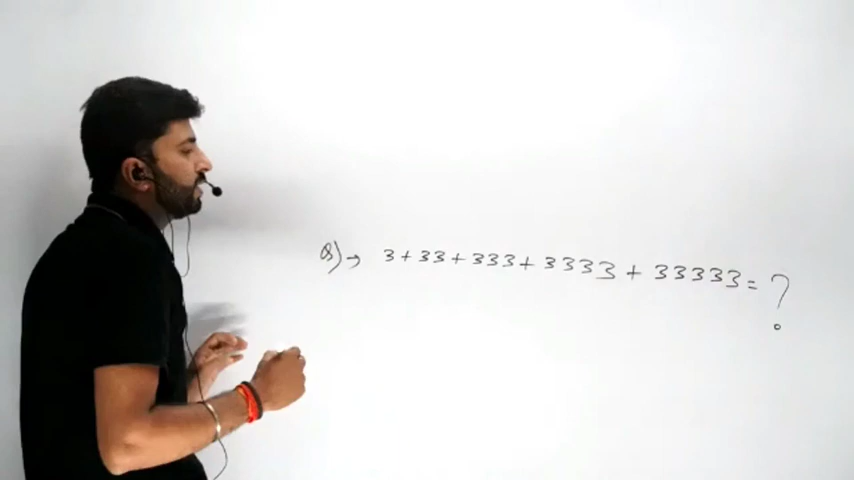 Q) → 3 + 33 + 333 + 3333 + 33333 = ?